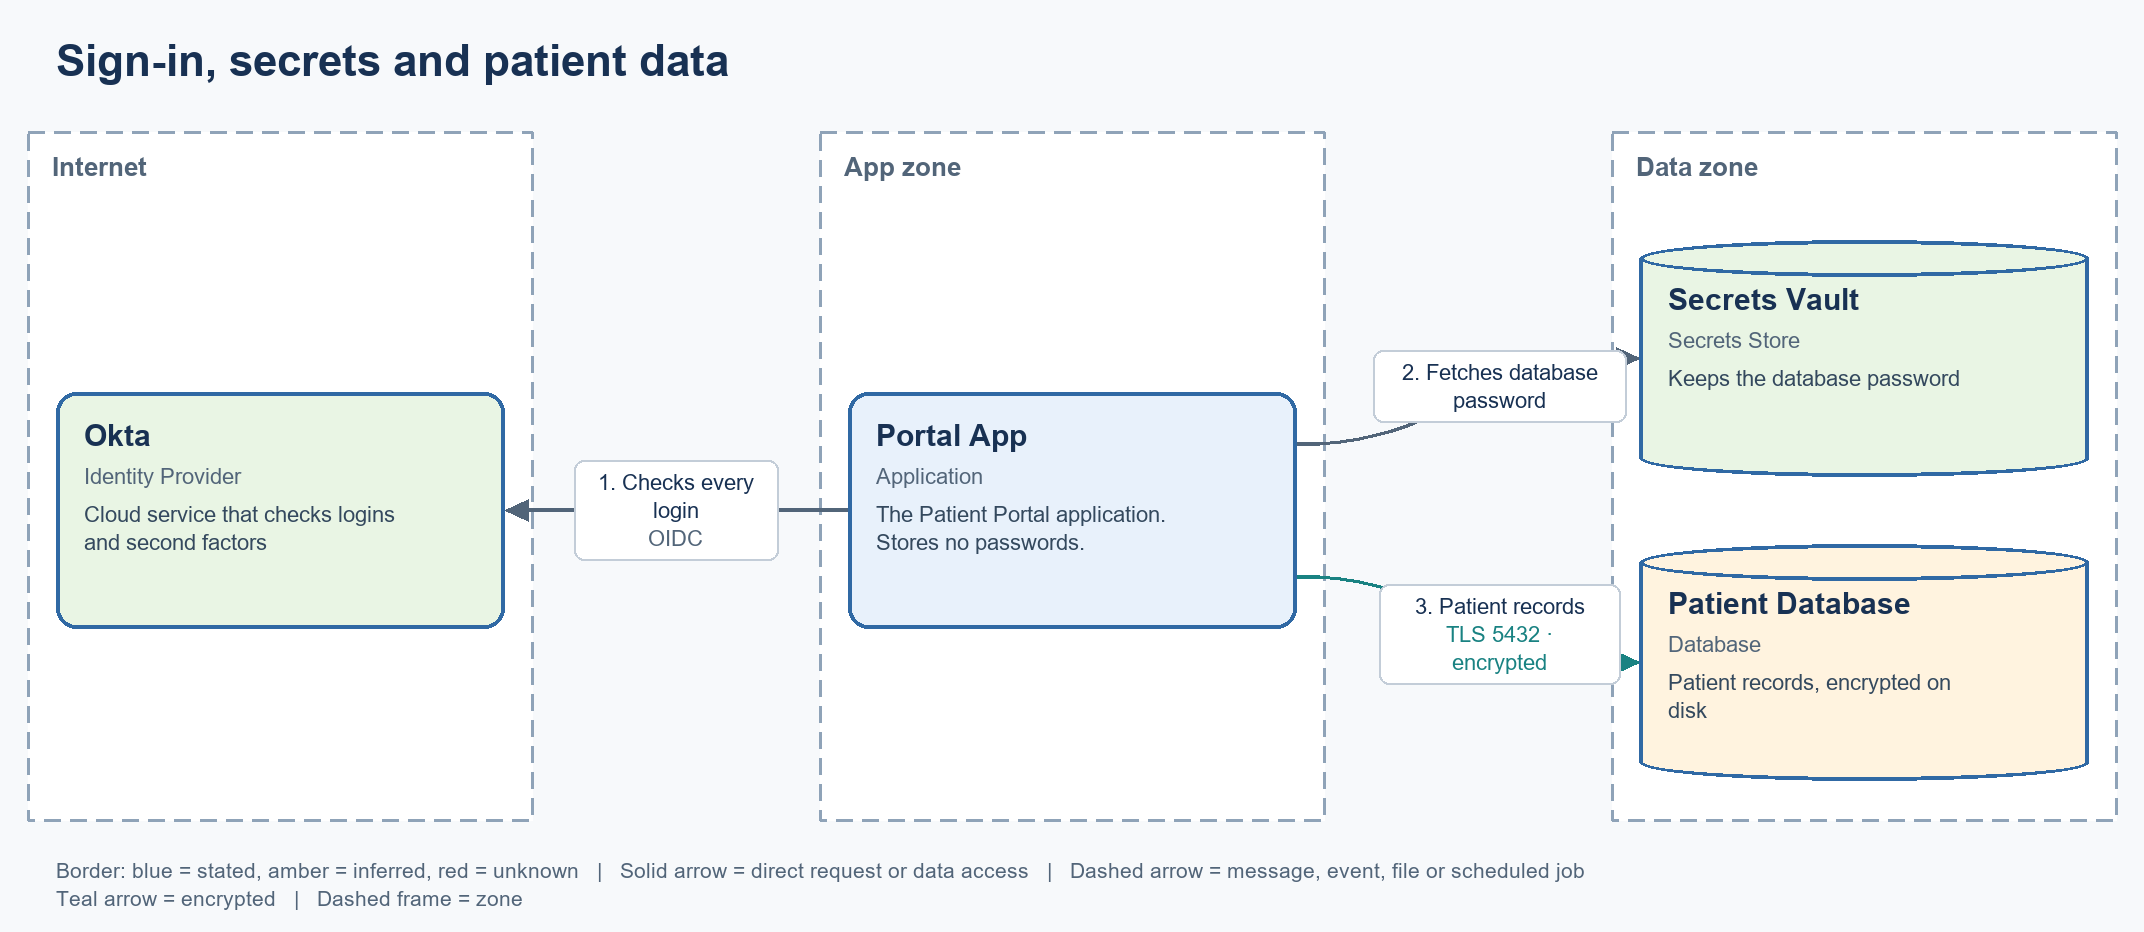 Sign-in, secrets and patient data
Internet
Okta
Identity Provider
Cloud service that checks logins
and second factors
1. Checks every
login
OIDC
App zone
Portal App
Application
The Patient Portal application.
Stores no passwords.
2. Fetches database
password
3. Patient records
TLS 5432 ·
encrypted
Data zone
Secrets Vault
Secrets Store
Keeps the database password
Patient Database
Database
Patient records, encrypted on
disk
Border: blue = stated, amber = inferred, red = unknown | Solid arrow = direct request or data access | Dashed arrow = message, event, file or scheduled job
Teal arrow = encrypted | Dashed frame = zone